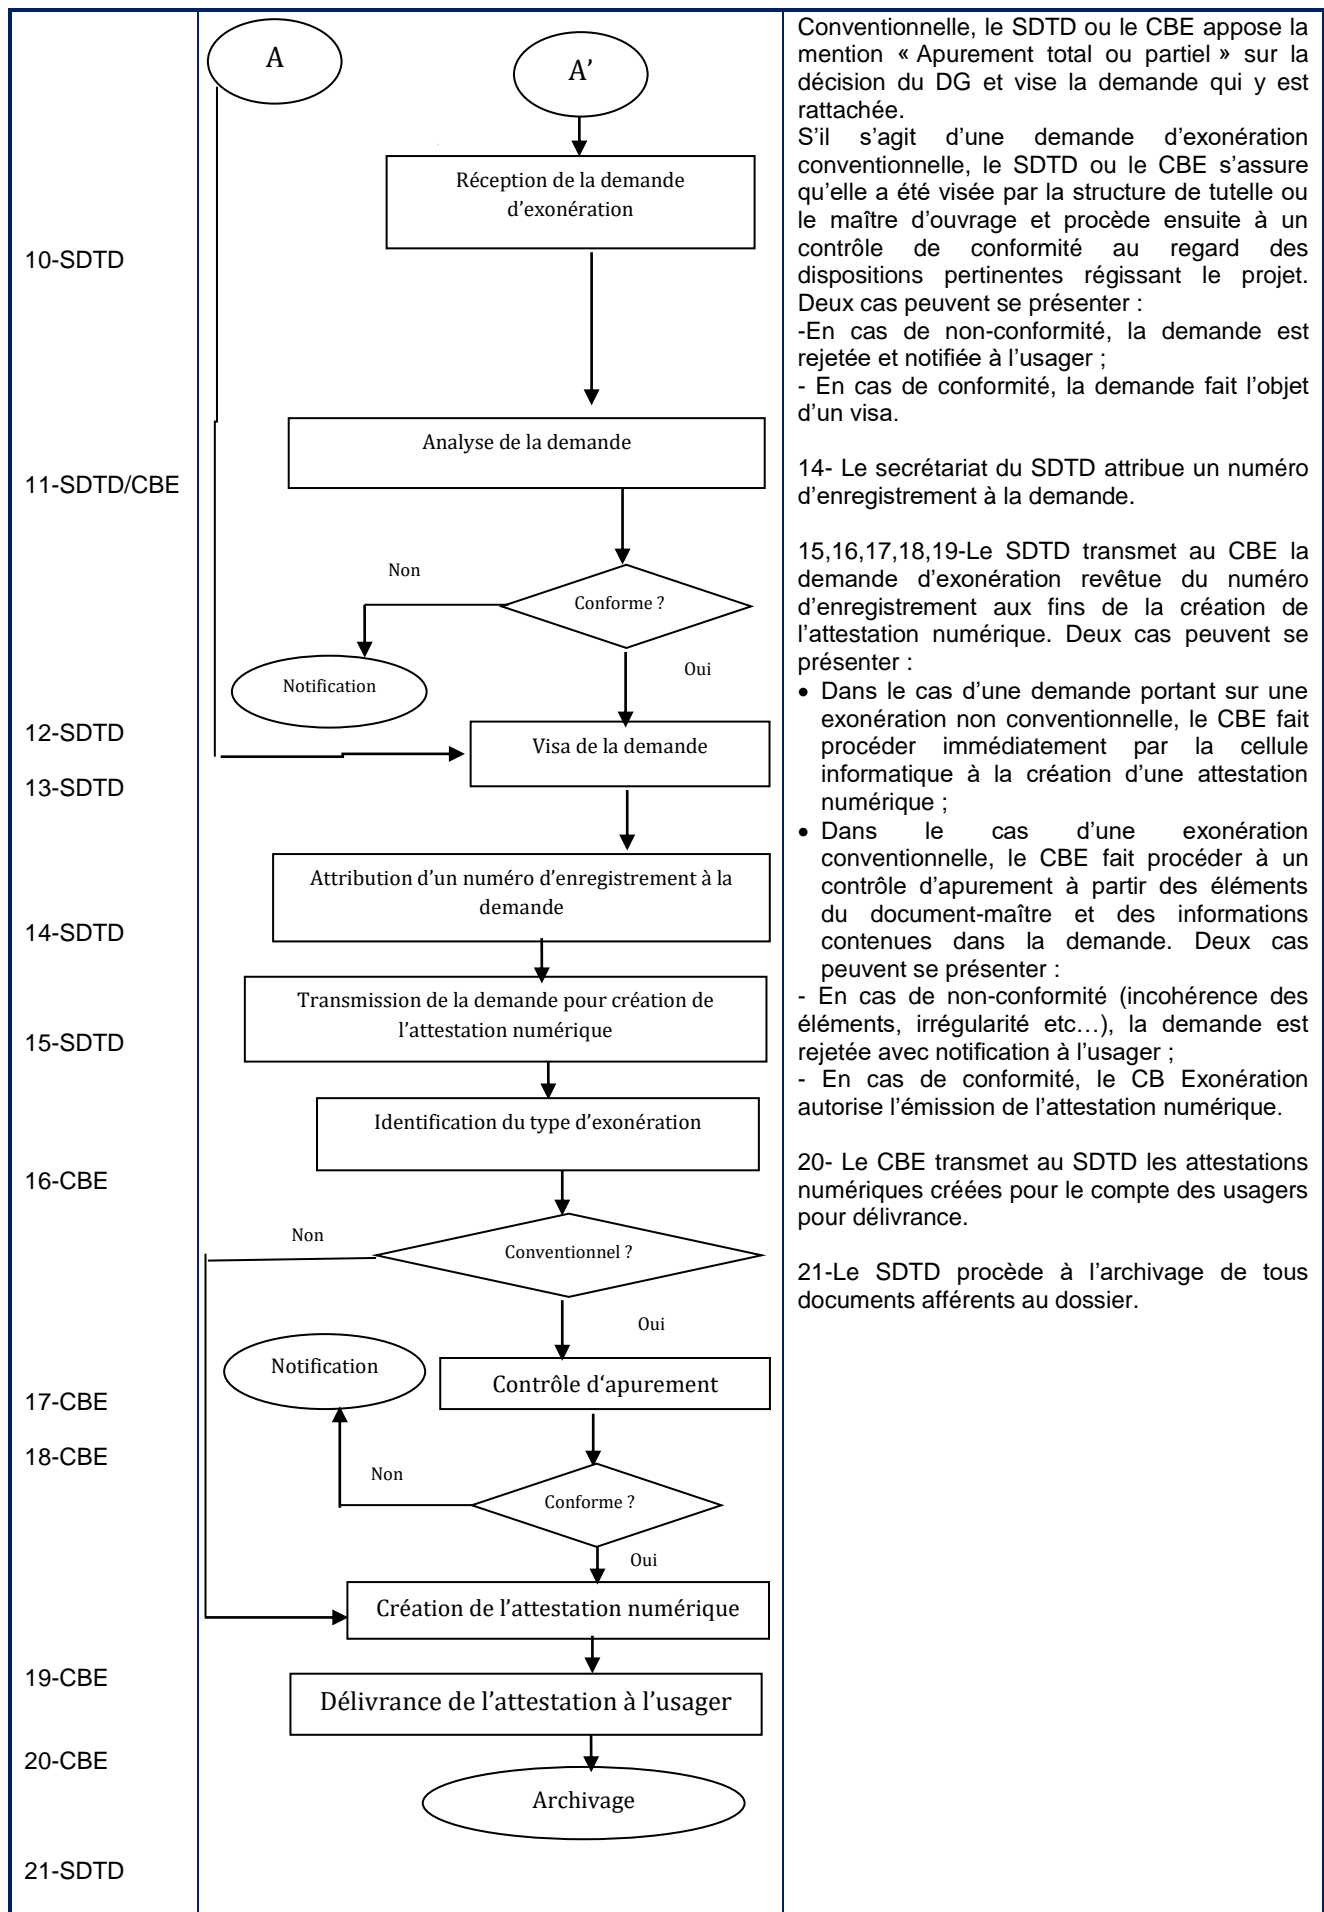 10-SDTD
11-SDTD/CBE
12-SDTD
13-SDTD
14-SDTD
15-SDTD
16-CBE
17-CBE
18-CBE
19-CBE
20-CBE
21-SDTD
A
A’
Réception de la demande
d’exonération
Analyse de la demande
Non
Conforme ?
Oui
Notification
Visa de la demande
Attribution d’un numéro d’enregistrement à la
demande
Transmission de la demande pour création de
l’attestation numérique
Identification du type d’exonération
Non
Conventionnel ?
Oui
Notification
Contrôle d‘apurement
Non
Conforme ?
Oui
Création de l’attestation numérique
Délivrance de l’attestation à l’usager
Archivage
Conventionnelle, le SDTD ou le CBE appose la
mention « Apurement total ou partiel » sur la
décision du DG et vise la demande qui y est
rattachée.
S’il s’agit d’une demande d’exonération
conventionnelle, le SDTD ou le CBE s’assure
qu’elle a été visée par la structure de tutelle ou
le maître d’ouvrage et procède ensuite à un
contrôle de conformité au regard des
dispositions pertinentes régissant le projet.
Deux cas peuvent se présenter :
-En cas de non-conformité, la demande est
rejetée et notifiée à l’usager ;
- En cas de conformité, la demande fait l’objet
d’un visa.
14- Le secrétariat du SDTD attribue un numéro
d’enregistrement à la demande.
15,16,17,18,19-Le SDTD transmet au CBE la
demande d’exonération revêtue du numéro
d’enregistrement aux fins de la création de
l’attestation numérique. Deux cas peuvent se
présenter :
• Dans le cas d’une demande portant sur une
exonération non conventionnelle, le CBE fait
procéder immédiatement par la cellule
informatique à la création d’une attestation
numérique ;
• Dans le cas d’une exonération
conventionnelle, le CBE fait procéder à un
contrôle d’apurement à partir des éléments
du document-maître et des informations
contenues dans la demande. Deux cas
peuvent se présenter :
- En cas de non-conformité (incohérence des
éléments, irrégularité etc…), la demande est
rejetée avec notification à l’usager ;
- En cas de conformité, le CB Exonération
autorise l’émission de l’attestation numérique.
20- Le CBE transmet au SDTD les attestations
numériques créées pour le compte des usagers
pour délivrance.
21-Le SDTD procède à l’archivage de tous
documents afférents au dossier.